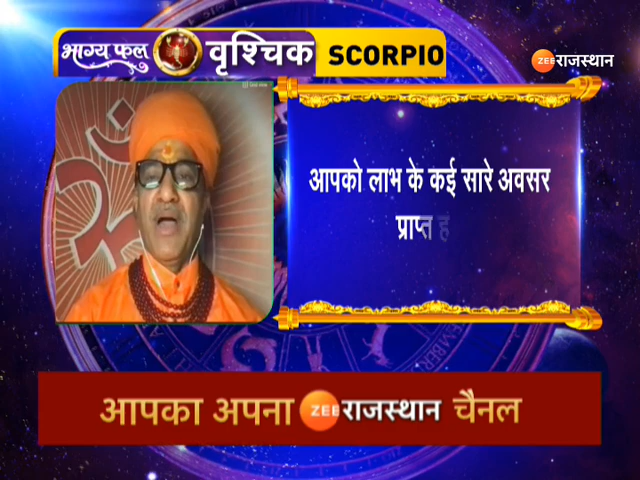 भाग्य फल
वृश्चिक
SCORPIO
ZEE राजस्थान
आपको लाभ के कई सारे अवसर
प्राप्त
आपका अपना ZEE राजस्थान चैनल